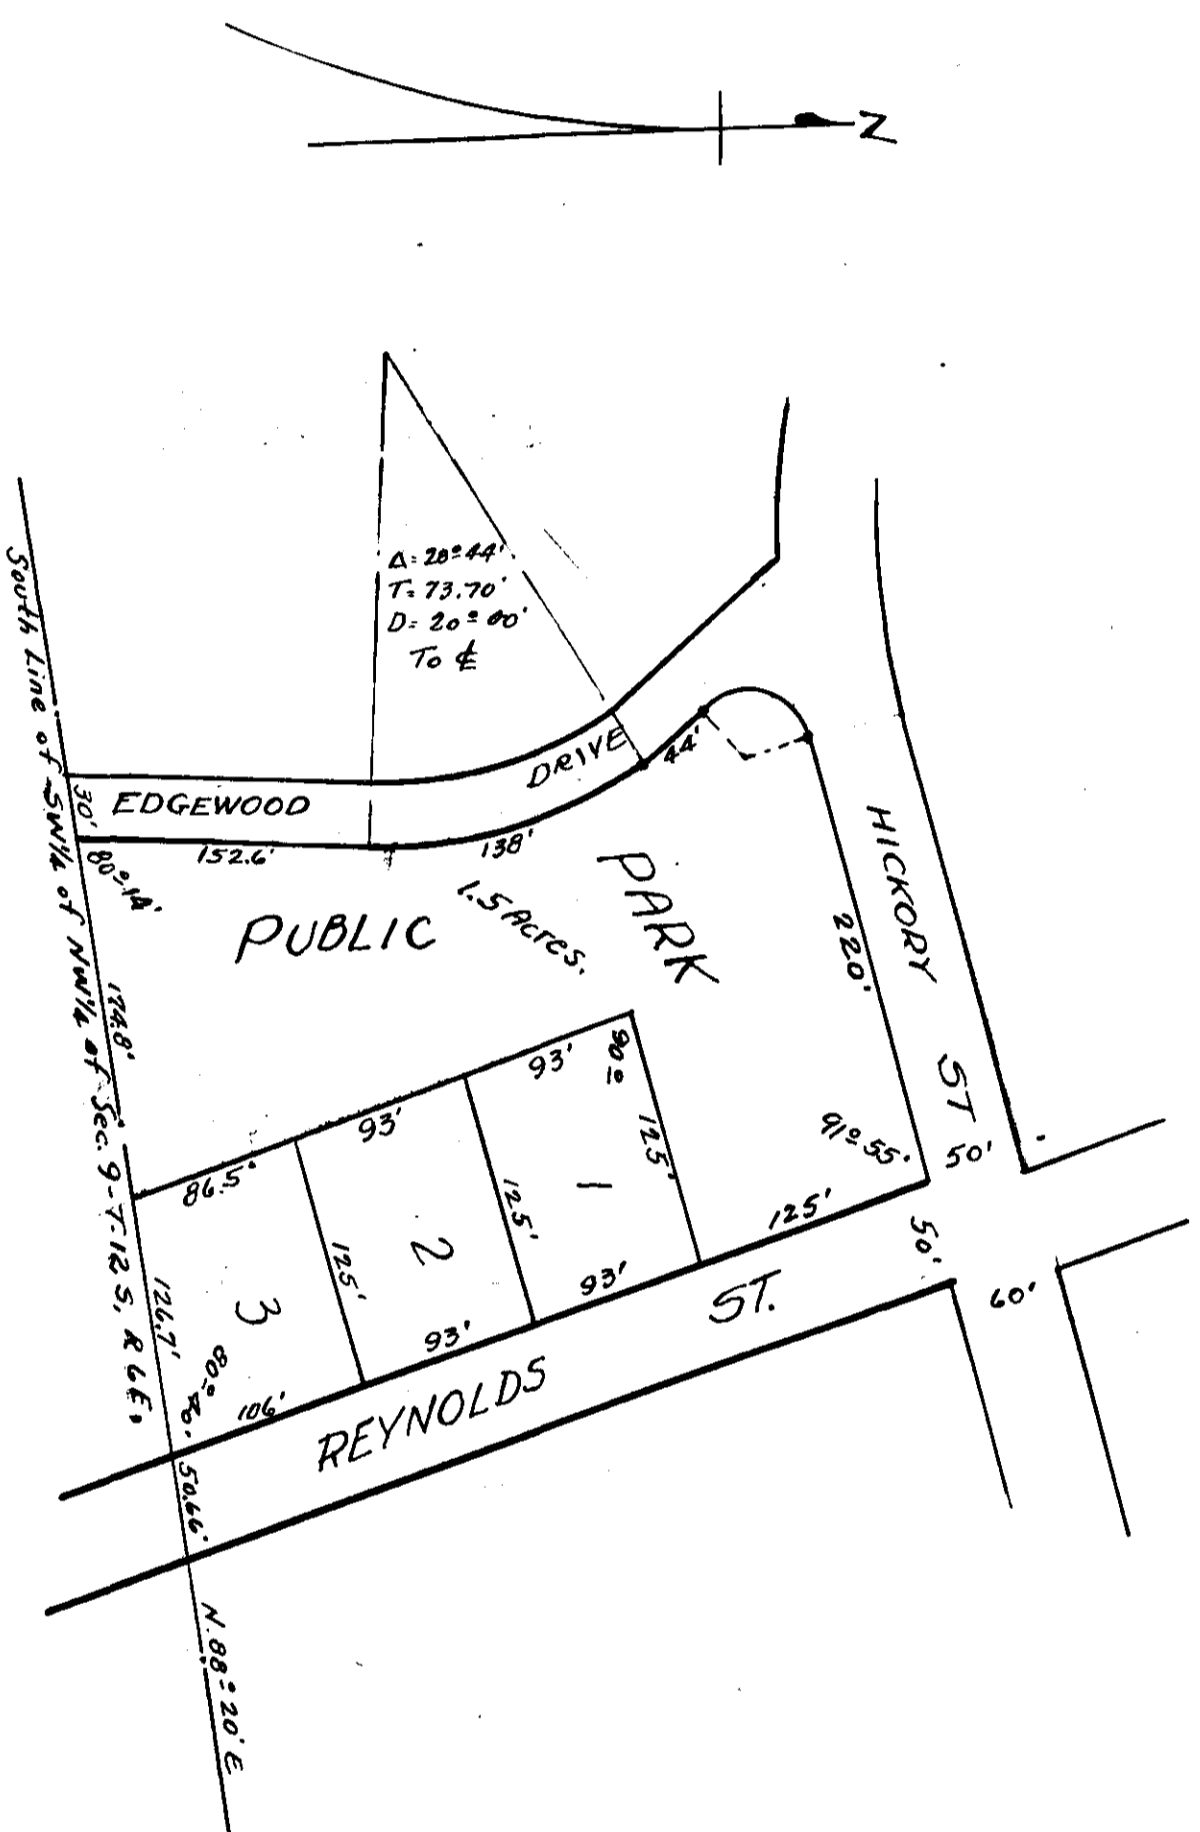 N
Δ = 28° 44'
T = 73.70'
D = 20° 00'
To ℄
South Line of SW¼ of NW¼ of Sec. 9-T-12 S, R 6 E.
EDGEWOOD DRIVE
30'
152.6'
138'
44'
80° 14'
PUBLIC PARK
1.5 Acres.
HICKORY ST
220'
174.8'
93'
90°
93'
86.5'
125'
125'
125'
1
2
3
91° 55'
50'
125'
93'
93'
106'
126.7'
80° 40'
50'
60'
REYNOLDS ST.
50.66'
N. 88° 20' E